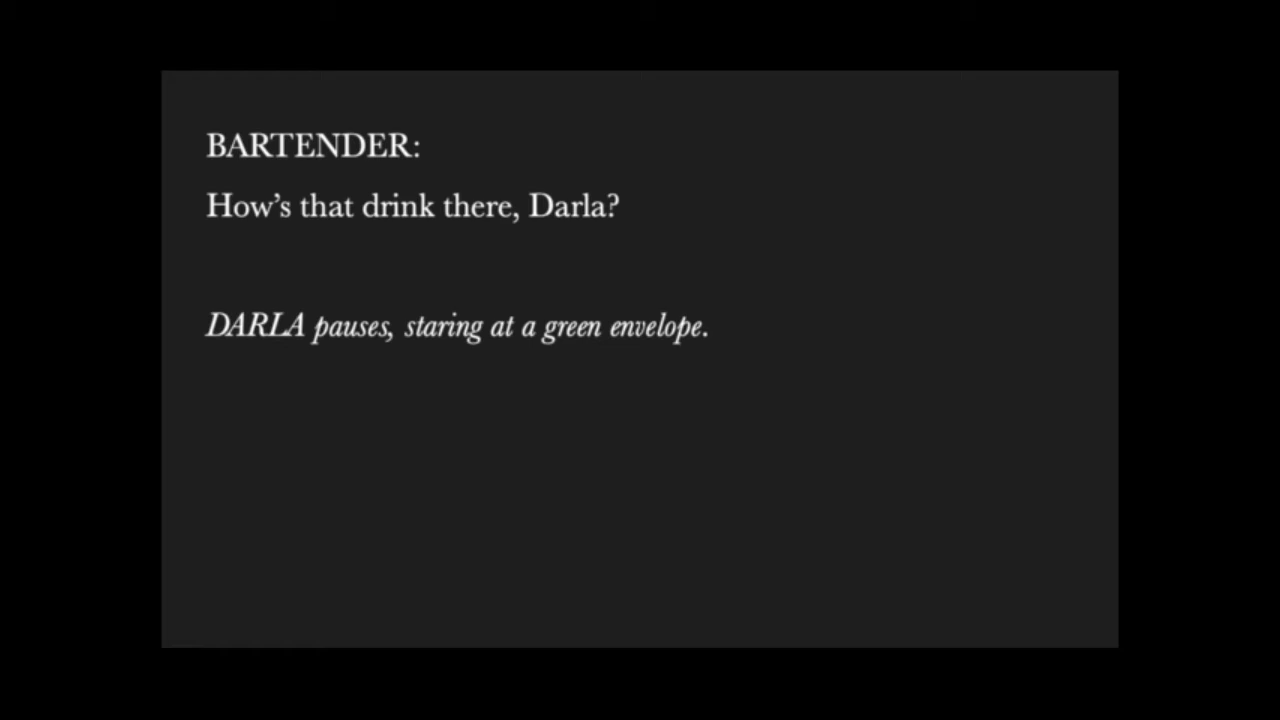 BARTENDER:
How’s that drink there, Darla?
DARLA pauses, staring at a green envelope.